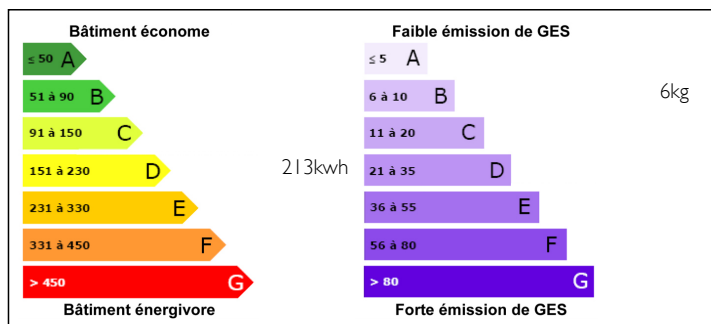 Bâtiment économe
≤ 50 A
51 à 90 B
91 à 150 C
151 à 230 D
213kwh
231 à 330 E
331 à 450 F
> 450 G
Bâtiment énergivore
Faible émission de GES
≤ 5 A
6 à 10 B
6kg
11 à 20 C
21 à 35 D
36 à 55 E
56 à 80 F
> 80 G
Forte émission de GES